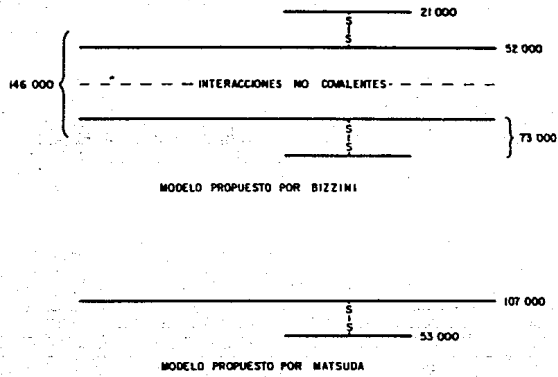 21 000
S
S
52 000
146 000
INTERACCIONES NO COVALENTES
S
S
73 000
MODELO PROPUESTO POR BIZZINI
107 000
S
S
53 000
MODELO PROPUESTO POR MATSUDA